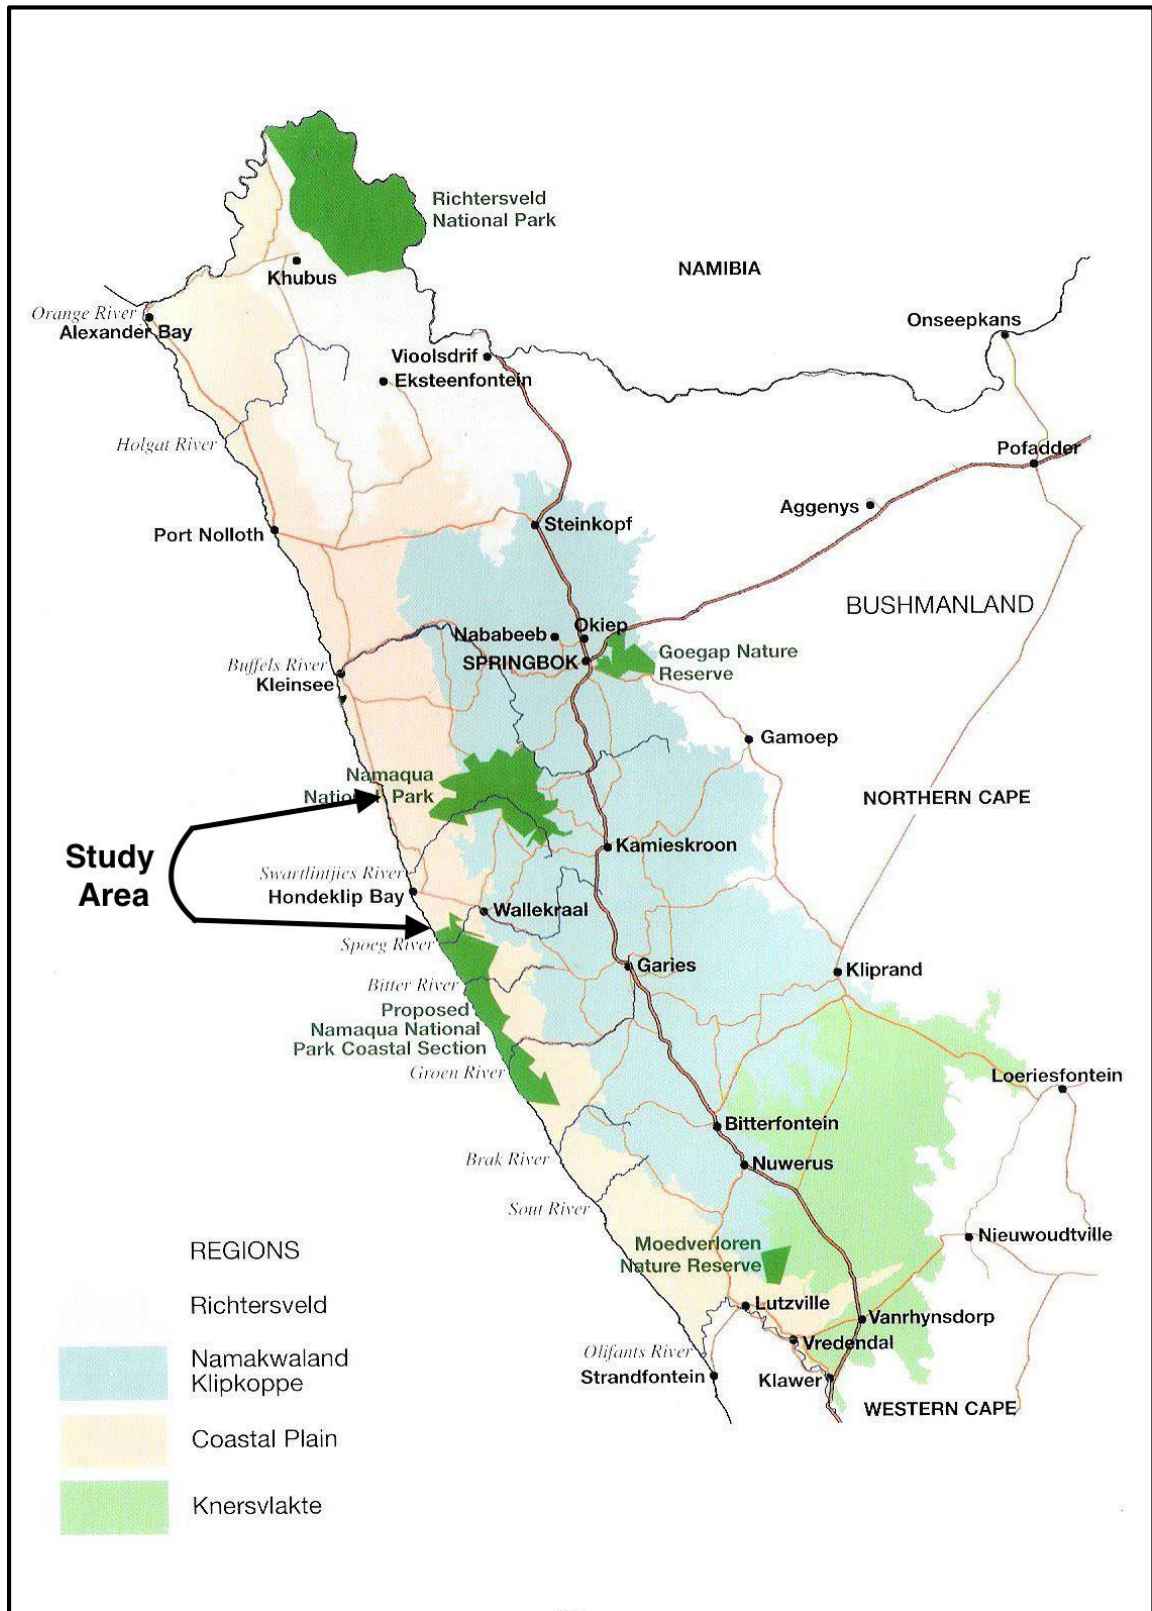 Richtersveld
National Park
NAMIBIA
Khubus
Orange River
Alexander Bay
Onseepkans
Vioolsdrif
Eksteenfontein
Holgat River
Pofadder
Aggenys
Port Nolloth
Steinkopf
BUSHMANLAND
Okiep
Nababeeb
SPRINGBOK
Goegap Nature
Reserve
Buffels River
Kleinsee
Gamoep
Namaqua
National Park
NORTHERN CAPE
Study
Area
Kamieskroon
Swartlintjies River
Hondeklip Bay
Wallekraal
Spoeg River
Garies
Kliprand
Bitter River
Proposed
Namaqua National
Park Coastal Section
Groen River
Loeriesfontein
Bitterfontein
Brak River
Nuwerus
Sout River
Moedverloren
Nature Reserve
Nieuwoudtville
Lutzville
Vanrhynsdorp
Vredendal
Olifants River
Strandfontein
Klawer
WESTERN CAPE
REGIONS
Richtersveld
Namakwaland
Klipkoppe
Coastal Plain
Knersvlakte